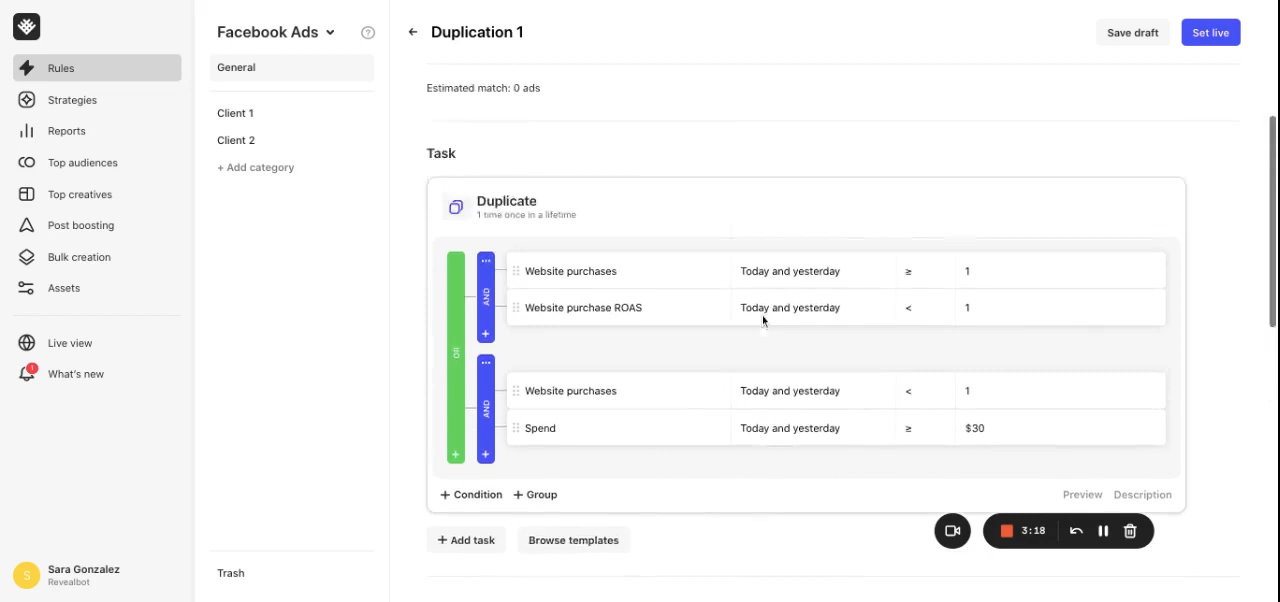 Rules
Strategies
Reports
Top audiences
Top creatives
Post boosting
Bulk creation
Assets
Live view
1
What's new
S
Sara Gonzalez
Revealbot
Facebook Ads
?
General
Client 1
Client 2
+ Add category
Trash
← Duplication 1
Save draft
Set live
Estimated match: 0 ads
Task
Duplicate
1 time once in a lifetime
OR
AND
Website purchases Today and yesterday ≥ 1
Website purchase ROAS Today and yesterday < 1
AND
Website purchases Today and yesterday < 1
Spend Today and yesterday ≥ $30
+ Condition + Group
Preview Description
3:18
+ Add task
Browse templates